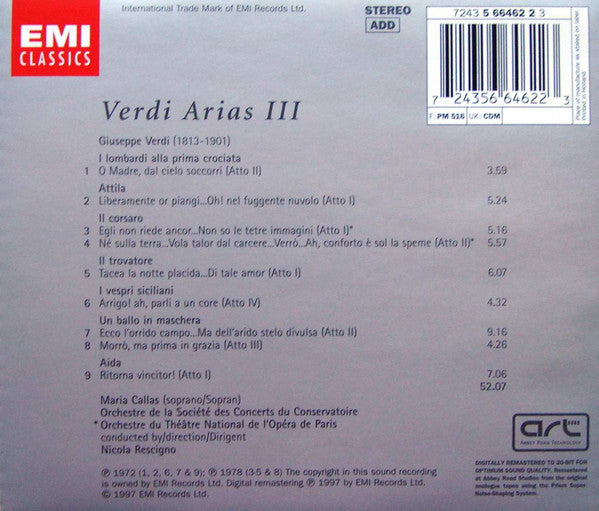 EMI
CLASSICS
International Trade Mark of EMI Records Ltd.
STEREO
ADD
7243 5 66462 2 3
7 24356 64622 3
F: PM 516 UK: CDM
Place of manufacture as stated on label
Printed in Holland
Verdi Arias III
Giuseppe Verdi (1813-1901)
I lombardi alla prima crociata
1 O Madre, dal cielo soccorri (Atto II) 3.59
Attila
2 Liberamente or piangi...Oh! nel fuggente nuvolo (Atto I) 5.24
Il corsaro
3 Egli non riede ancor...Non so le tetre immagini (Atto I)* 5.16
4 Né sulla terra...Vola talor dal carcere...Verrò...Ah, conforto è sol la speme (Atto II)* 5.57
Il trovatore
5 Tacea la notte placida...Di tale amor (Atto I) 6.07
I vespri siciliani
6 Arrigo! ah, parli a un core (Atto IV) 4.32
Un ballo in maschera
7 Ecco l'orrido campo...Ma dell'arido stelo divulsa (Atto II) 9.16
8 Morrò, ma prima in grazia (Atto III) 4.26
Aida
9 Ritorna vincitor! (Atto I) 7.06
52.07
Maria Callas (soprano/Sopran)
Orchestre de la Société des Concerts du Conservatoire
* Orchestre du Théâtre National de l'Opéra de Paris
conducted by/direction/Dirigent
Nicola Rescigno
℗ 1972 (1, 2, 6, 7 & 9); ℗ 1978 (3-5 & 8) The copyright in this sound recording
is owned by EMI Records Ltd. Digital remastering ℗ 1997 by EMI Records Ltd.
© 1997 EMI Records Ltd.
art
ABBEY ROAD TECHNOLOGY
DIGITALLY REMASTERED TO 20-BIT FOR
OPTIMUM SOUND QUALITY. Remastered
at Abbey Road Studios from the original
analogue tapes using the Prism Super
Noise-Shaping System.